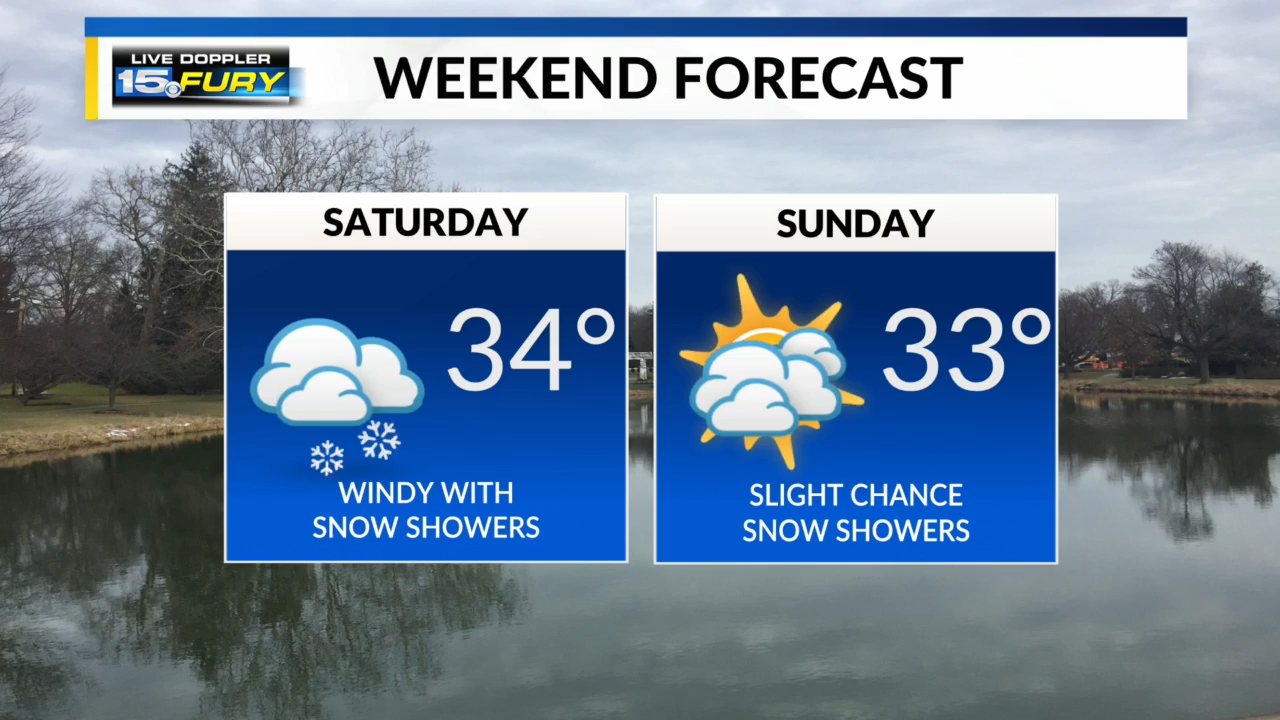 LIVE DOPPLER
15 FURY
WEEKEND FORECAST
SATURDAY
34°
WINDY WITH
SNOW SHOWERS
SUNDAY
33°
SLIGHT CHANCE
SNOW SHOWERS